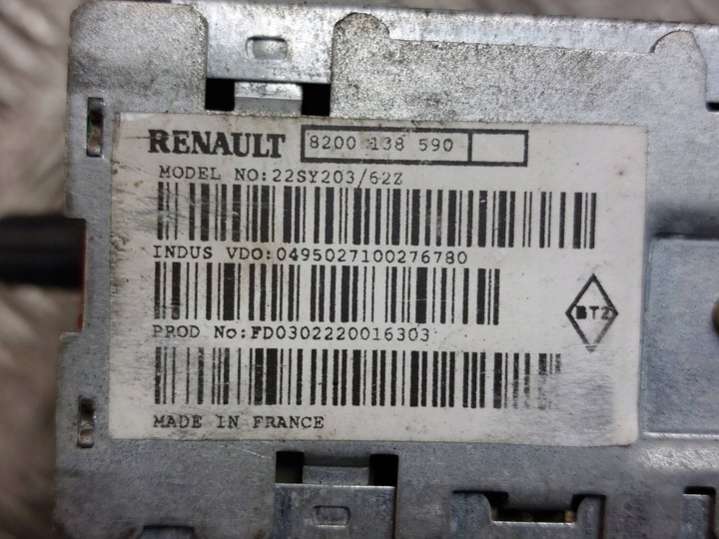 RENAULT 8200 138 590
MODEL NO:22SY203/62Z
INDUS VDO:0495027100276780
BTZ
PROD No:FD0302220016303
MADE IN FRANCE